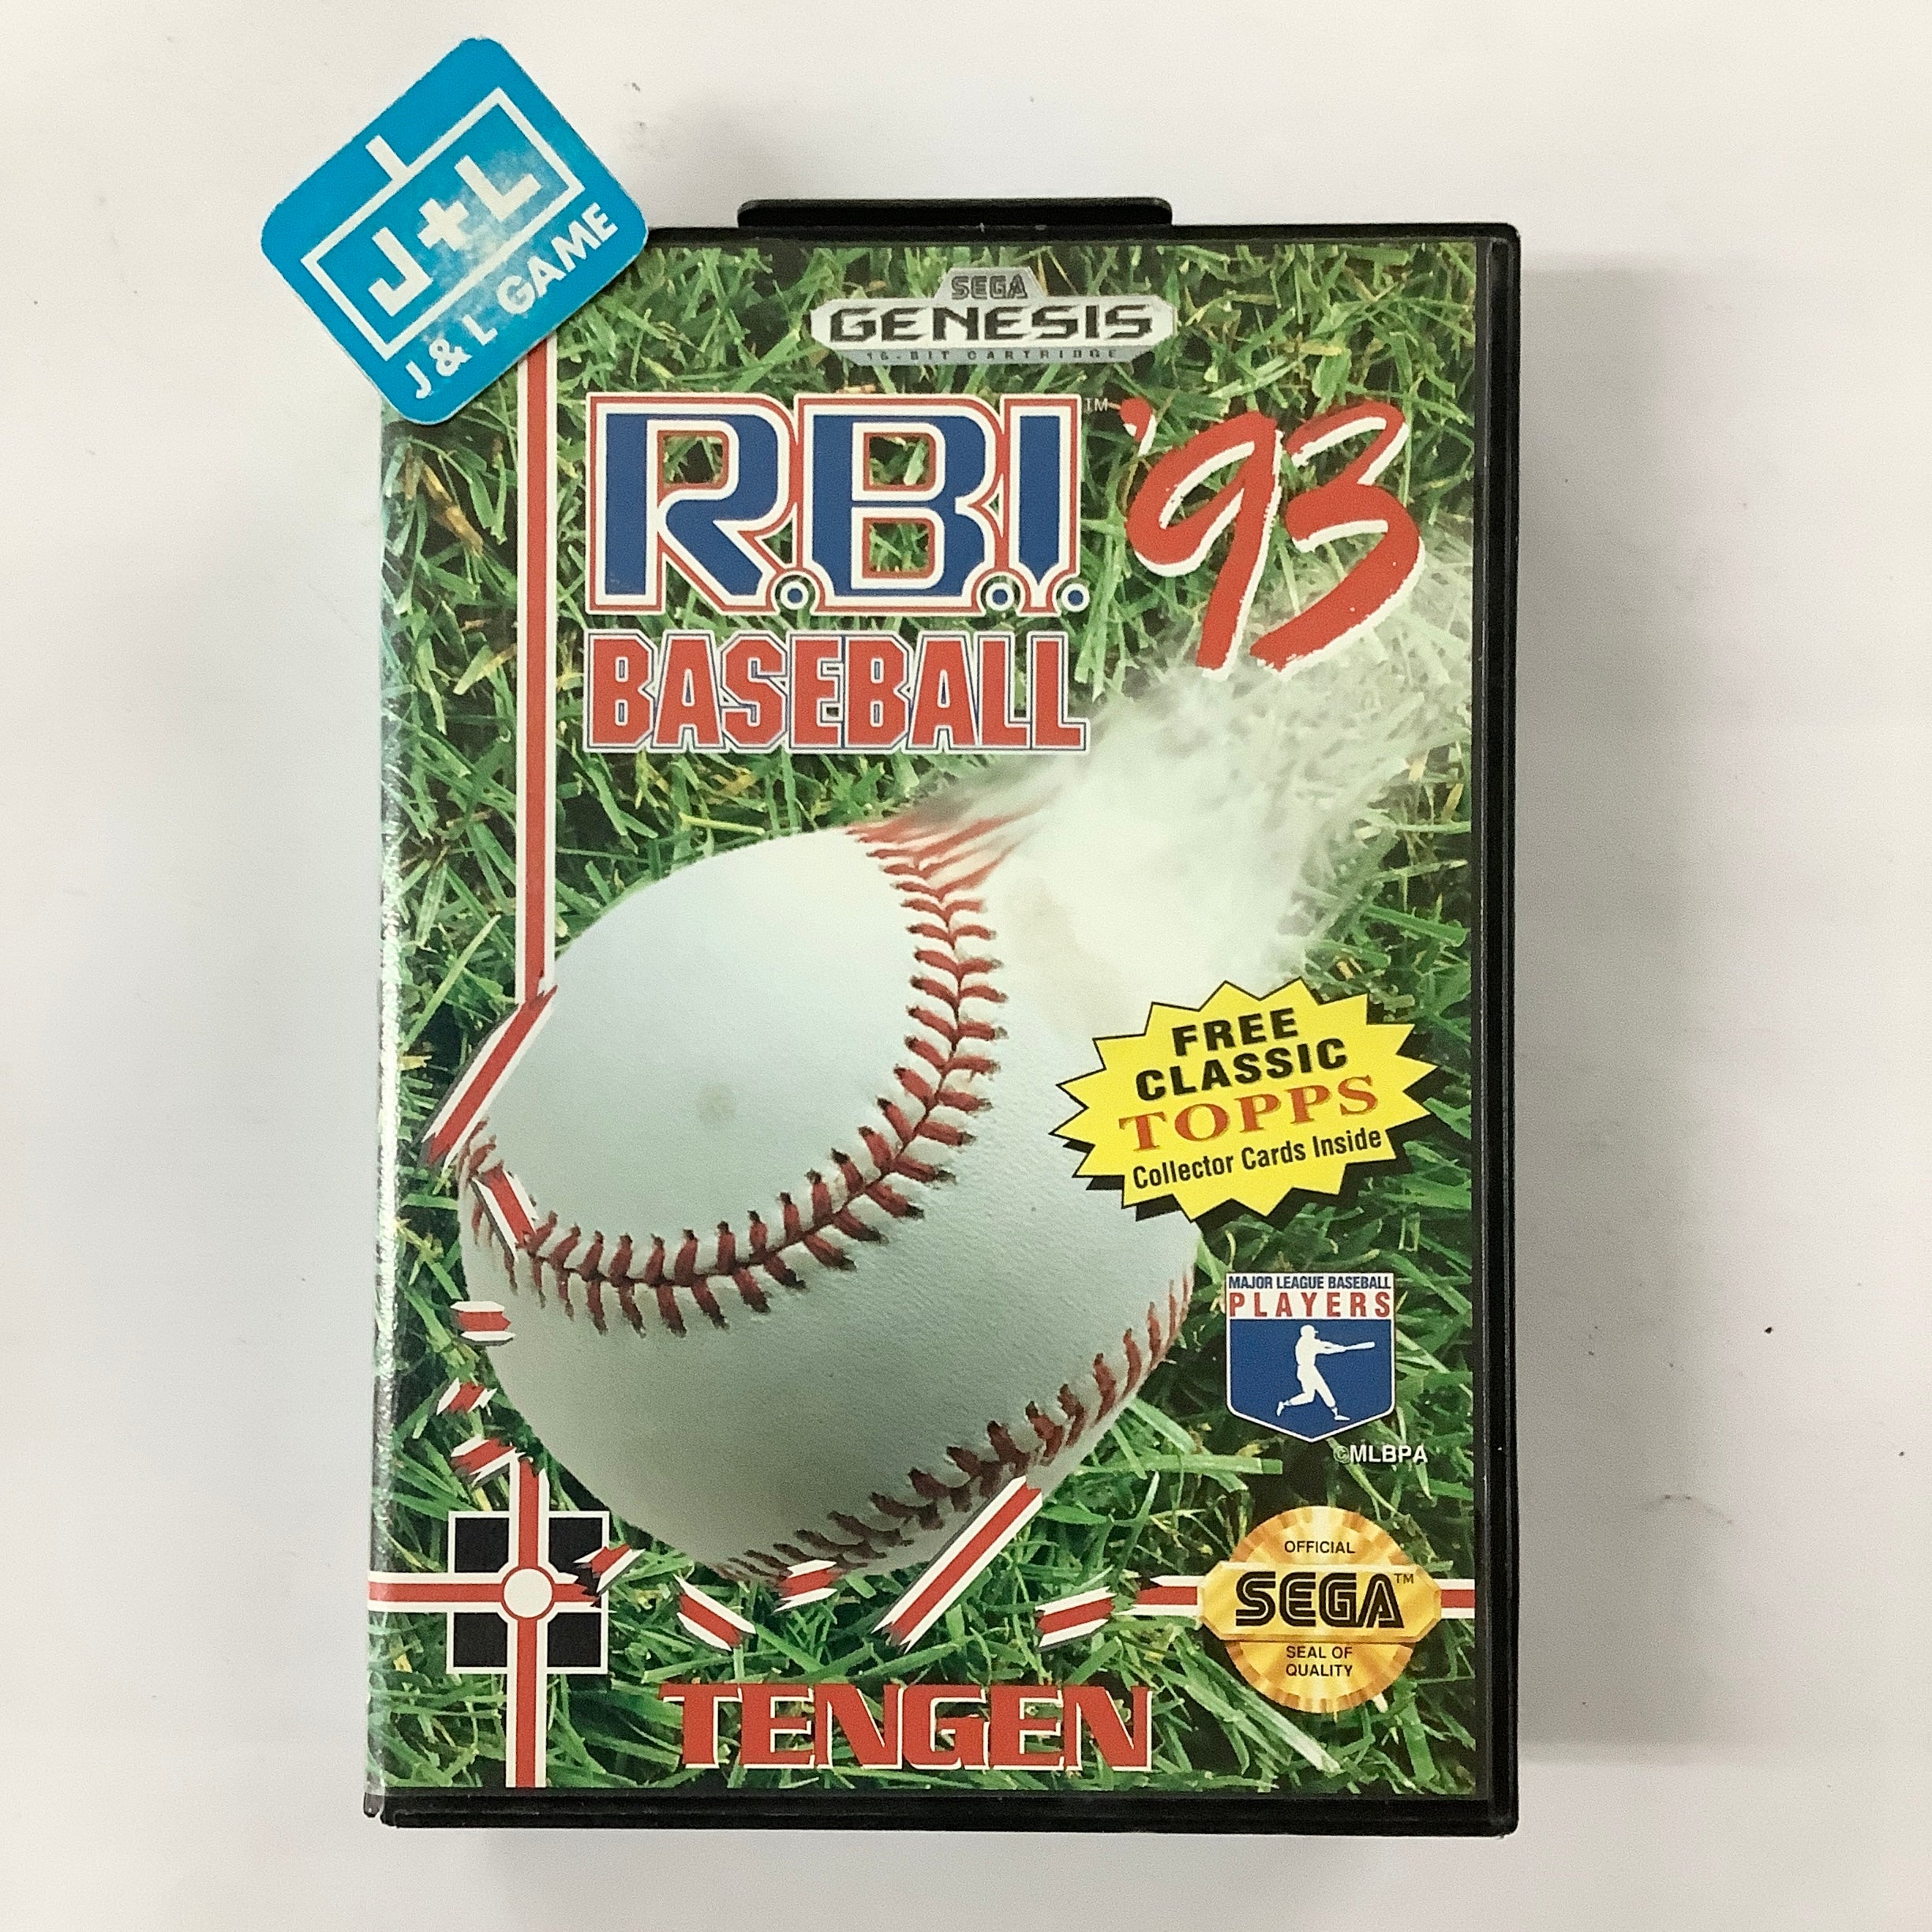 J+L
J & L GAME
SEGA
GENESIS
16-BIT CARTRIDGE
R.B.I.™ '93
BASEBALL
FREE
CLASSIC
TOPPS
Collector Cards Inside
MAJOR LEAGUE BASEBALL
PLAYERS
©MLBPA
OFFICIAL
SEGA™
SEAL OF
QUALITY
TENGEN